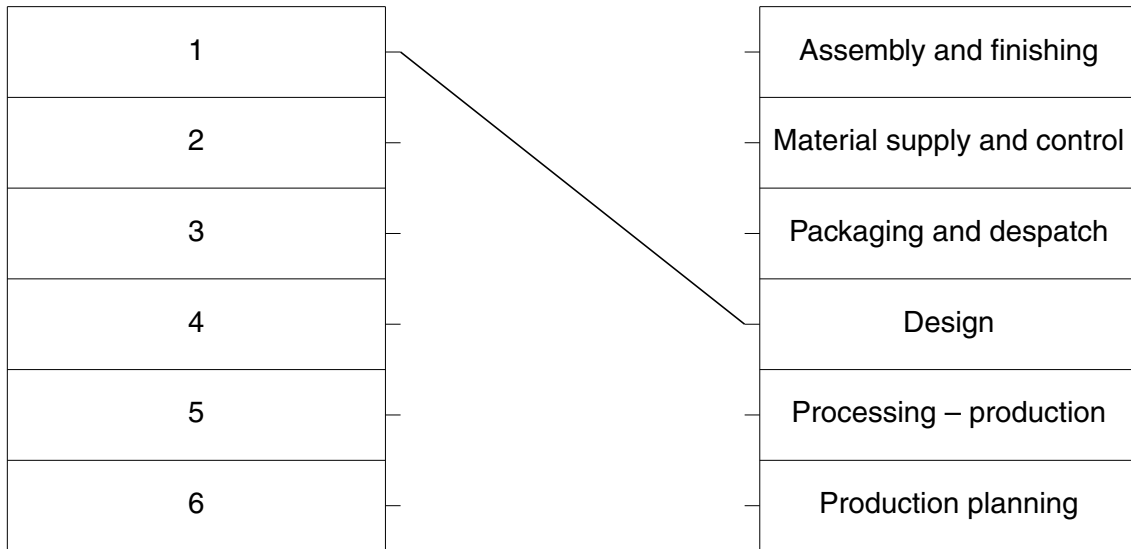 1
Assembly and finishing
2
Material supply and control
3
Packaging and despatch
4
Design
5
Processing – production
6
Production planning